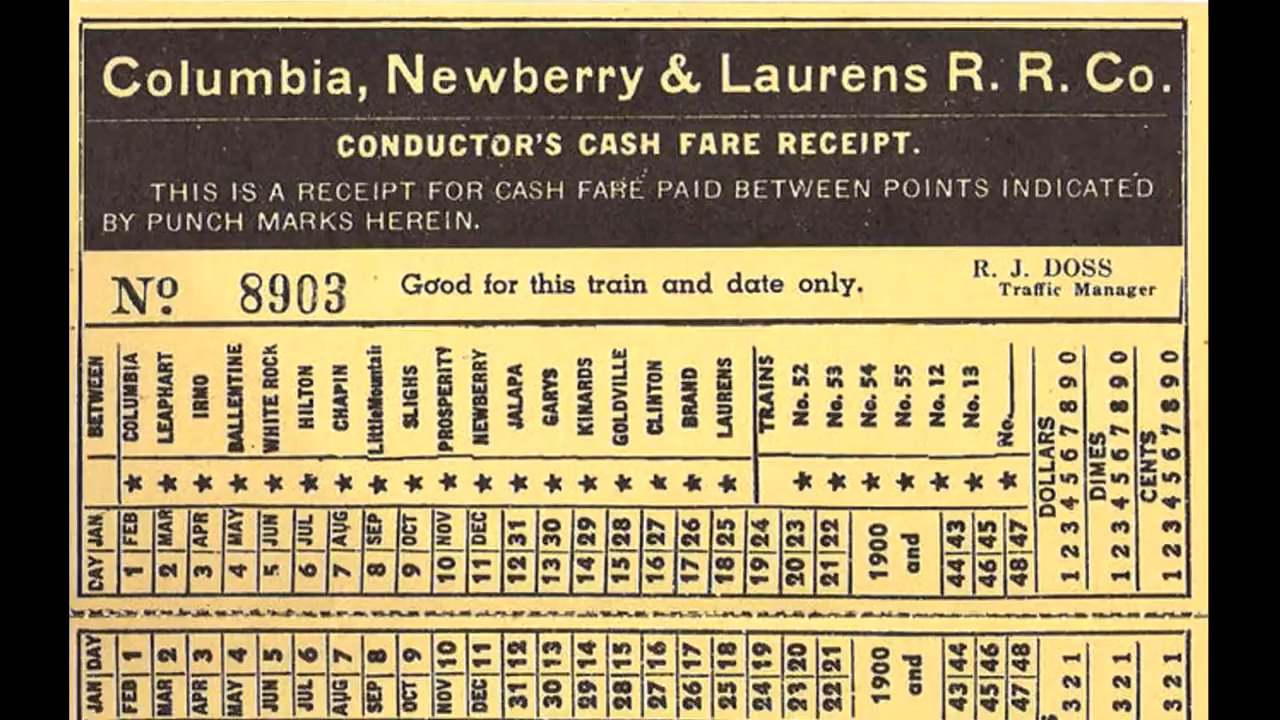 Columbia, Newberry & Laurens R. R. Co.
CONDUCTOR'S CASH FARE RECEIPT.
THIS IS A RECEIPT FOR CASH FARE PAID BETWEEN POINTS INDICATED
BY PUNCH MARKS HEREIN.
No 8903 Good for this train and date only. R. J. DOSS
Traffic Manager
BETWEEN
COLUMBIA
LEAPHART
IRMO
BALLENTINE
WHITE ROCK
HILTON
CHAPIN
Little Mountain
SLIGHS
PROSPERITY
NEWBERRY
JALAPA
GARYS
KINARDS
GOLDVILLE
CLINTON
BRAND
LAURENS
TRAINS
No. 52
No. 53
No. 54
No. 55
No. 12
No. 13
No.
DOLLARS
1 2 3 4 5 6 7 8 9 0
DIMES
1 2 3 4 5 6 7 8 9 0
CENTS
1 2 3 4 5 6 7 8 9 0
DAY JAN
1 FEB
2 MAR
3 APR
4 MAY
5 JUN
6 JUL
7 AUG
8 SEP
9 OCT
10 NOV
11 DEC
12 31
13 30
14 29
15 28
16 27
17 26
18 25
19 24
20 23
21 22
1900
and
44 43
46 45
48 47
JAN DAY
FEB 1
MAR 2
APR 3
MAY 4
JUN 5
JUL 6
AUG 7
SEP 8
OCT 9
NOV 10
DEC 11
31 12
30 13
29 14
28 15
27 16
26 17
25 18
24 19
23 20
22 21
1900
and
43 44
45 46
47 48
3 2 1
3 2 1
3 2 1